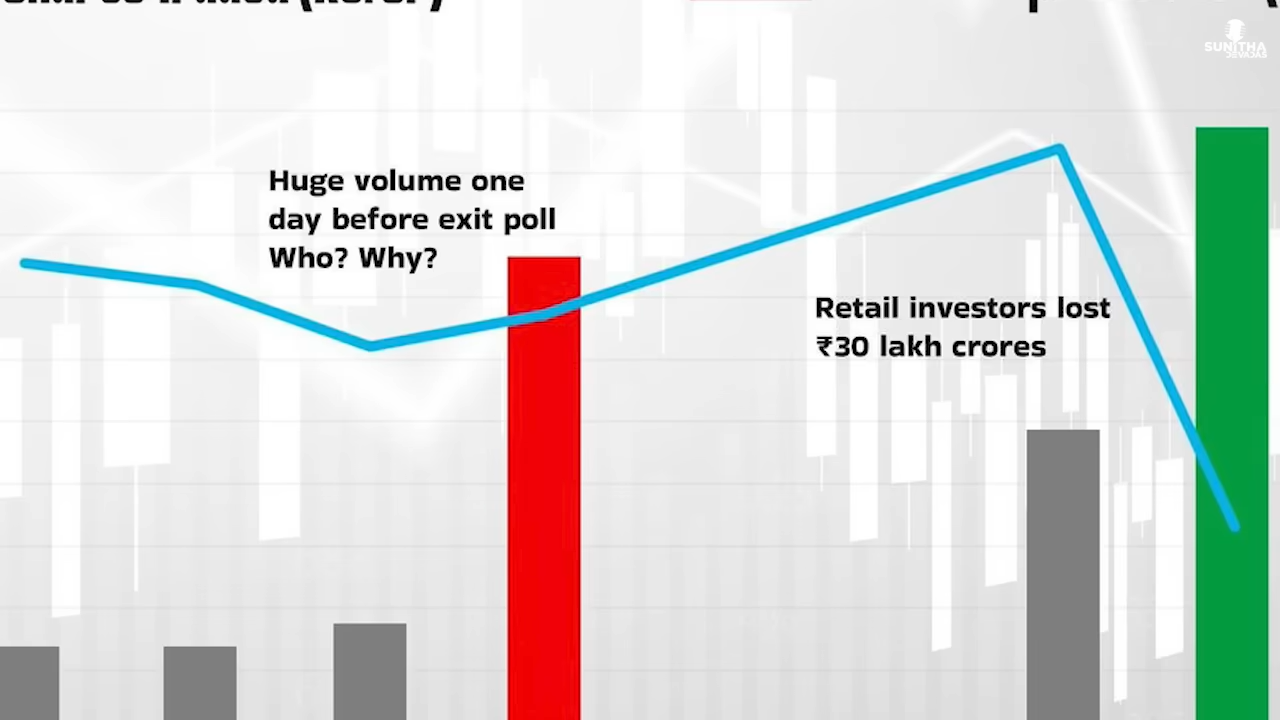 SUNITHA
Huge volume one
day before exit poll
Who? Why?
Retail investors lost
₹30 lakh crores